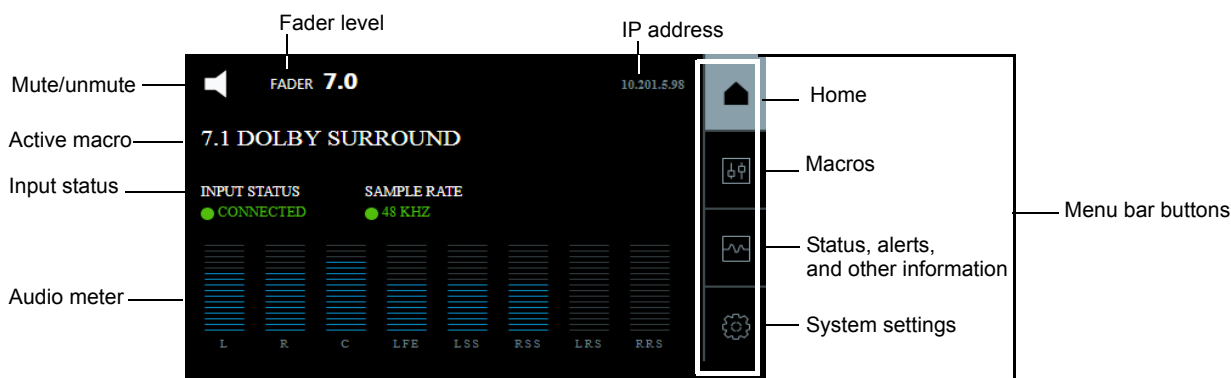 Fader level
IP address
Mute/unmute
FADER 7.0
10.201.5.98
Home
Active macro
7.1 DOLBY SURROUND
Macros
Input status
INPUT STATUS
SAMPLE RATE
CONNECTED
48 KHZ
Menu bar buttons
Status, alerts,
and other information
Audio meter
System settings
L R C LFE LSS RSS LRS RRS